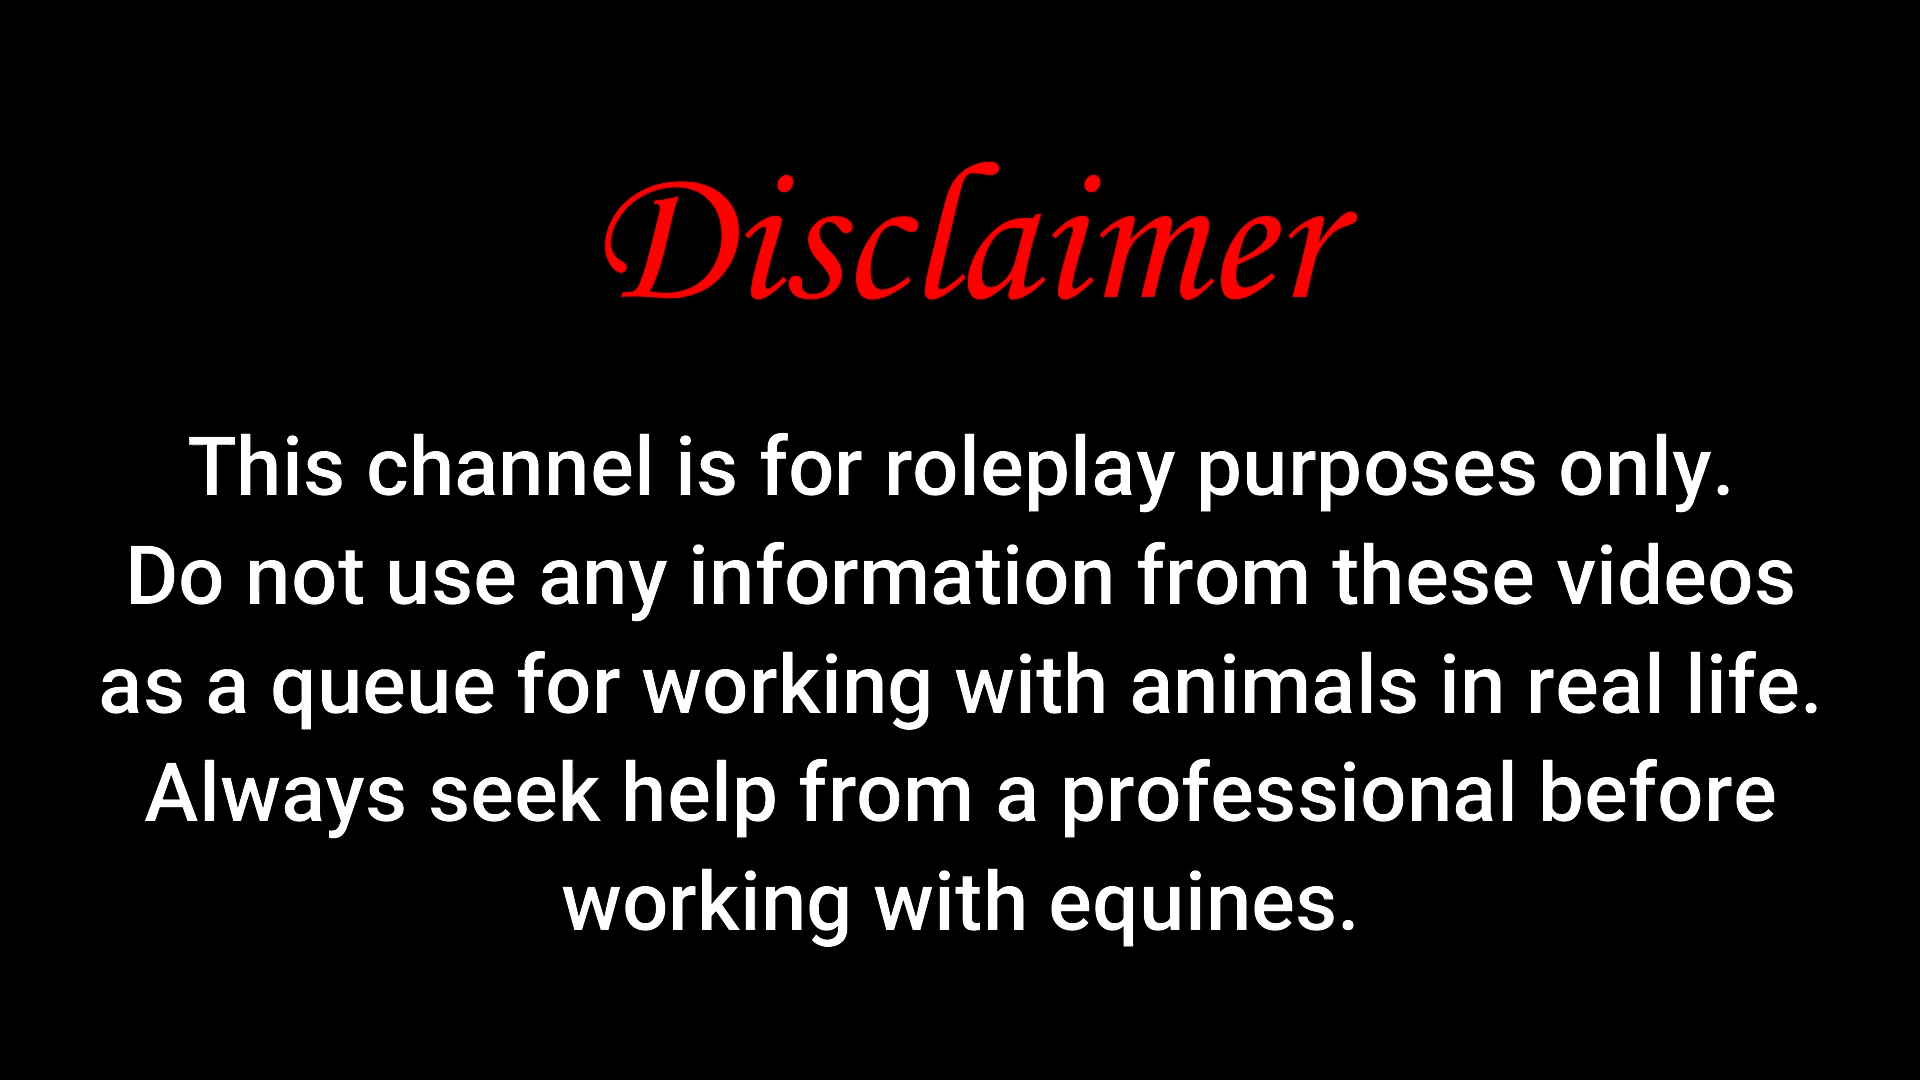 Disclaimer
This channel is for roleplay purposes only.
Do not use any information from these videos
as a queue for working with animals in real life.
Always seek help from a professional before
working with equines.